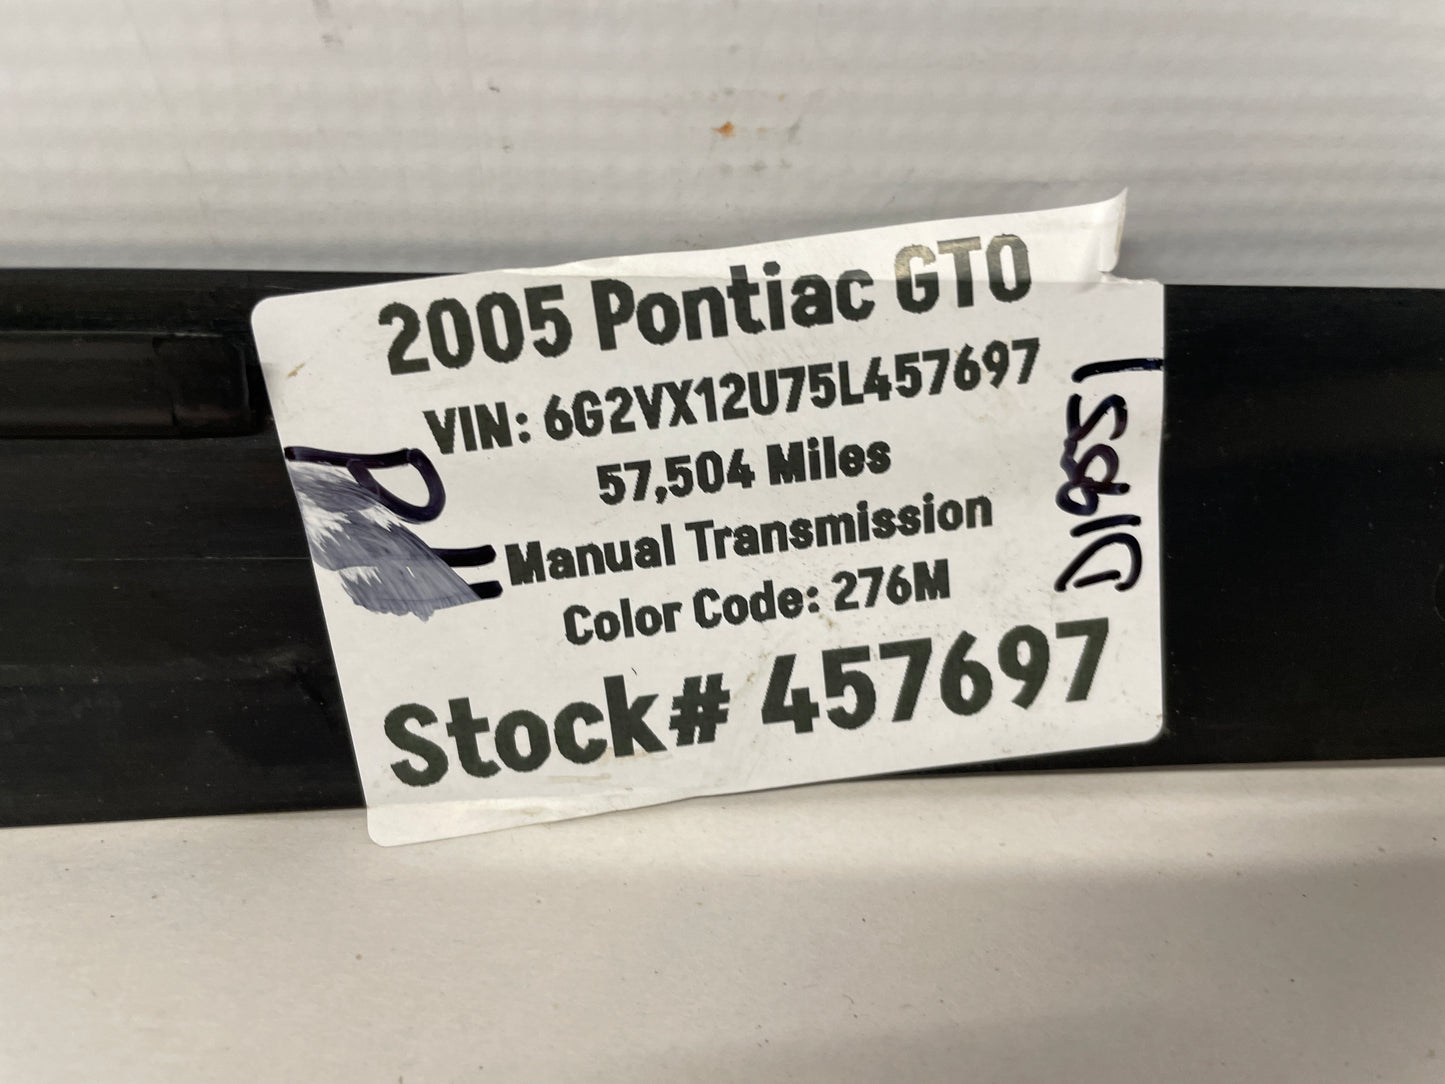 2005 Pontiac GTO
VIN: 6G2VX12U75L457697
57,504 Miles
Manual Transmission
Color Code: 276M
Stock# 457697